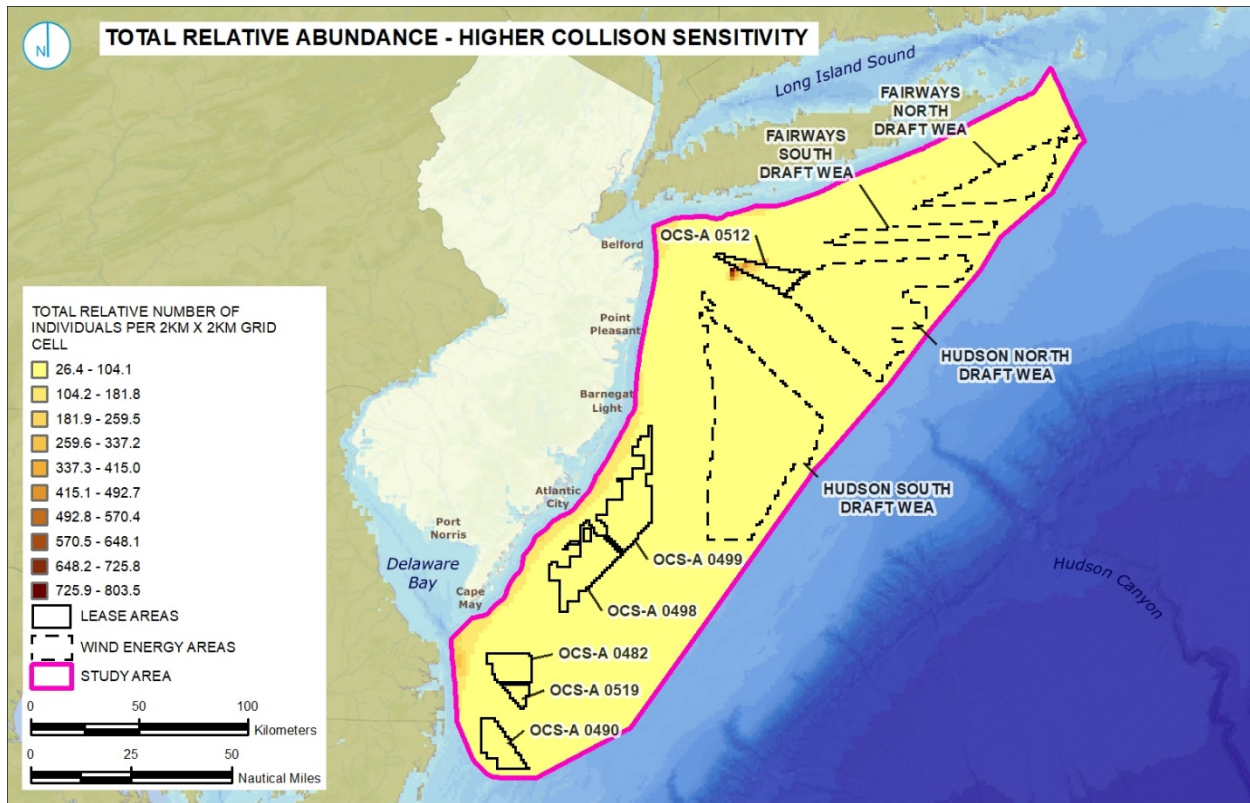 N
TOTAL RELATIVE ABUNDANCE - HIGHER COLLISON SENSITIVITY
Long Island Sound
FAIRWAYS
NORTH
DRAFT WEA
FAIRWAYS
SOUTH
DRAFT WEA
OCS-A 0512
Belford
Point
Pleasant
HUDSON NORTH
DRAFT WEA
Barnegat
Light
HUDSON SOUTH
DRAFT WEA
Atlantic
City
Port
Norris
Delaware
Bay
Cape
May
OCS-A 0499
OCS-A 0498
Hudson Canyon
OCS-A 0482
OCS-A 0519
OCS-A 0490
TOTAL RELATIVE NUMBER OF
INDIVIDUALS PER 2KM X 2KM GRID
CELL
26.4 - 104.1
104.2 - 181.8
181.9 - 259.5
259.6 - 337.2
337.3 - 415.0
415.1 - 492.7
492.8 - 570.4
570.5 - 648.1
648.2 - 725.8
725.9 - 803.5
LEASE AREAS
WIND ENERGY AREAS
STUDY AREA
0 50 100
Kilometers
0 25 50
Nautical Miles